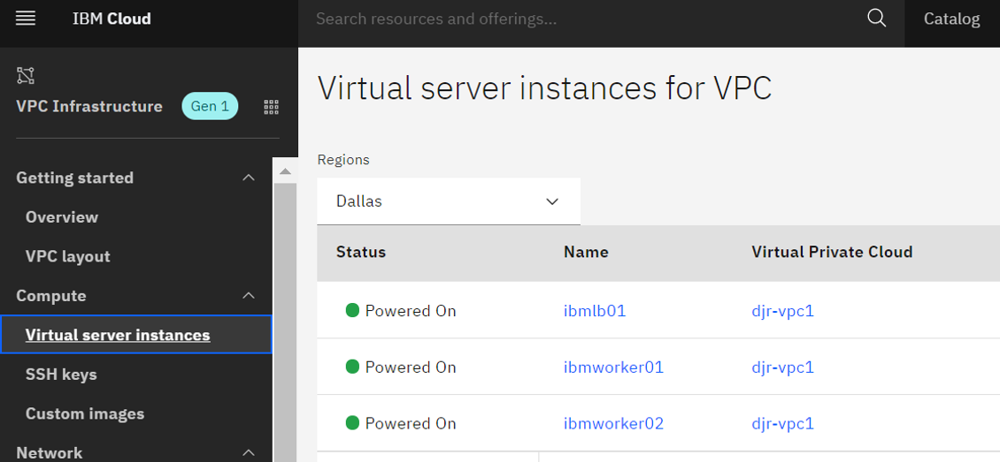 IBM Cloud
Search resources and offerings...
Catalog
VPC Infrastructure
Gen 1
Getting started
Overview
VPC layout
Compute
Virtual server instances
SSH keys
Custom images
Network
Virtual server instances for VPC
Regions
Dallas
Status Name Virtual Private Cloud
Powered On ibmlb01 djr-vpc1
Powered On ibmworker01 djr-vpc1
Powered On ibmworker02 djr-vpc1